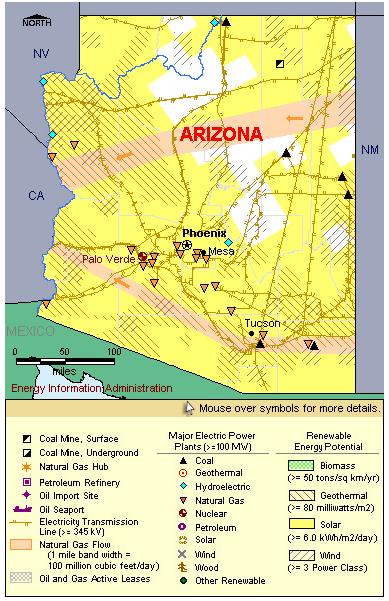 NORTH
NV
ARIZONA
NM
CA
Phoenix
Mesa
Palo Verde
MEXICO
Tucson
0 50 100
miles
Energy Information Administration
Mouse over symbols for more details.
Coal Mine, Surface
Coal Mine, Underground
Natural Gas Hub
Petroleum Refinery
Oil Import Site
Oil Seaport
Electricity Transmission
Line (>= 345 kV)
Natural Gas Flow
(1 mile band width =
100 million cubic feet/day)
Oil and Gas Active Leases
Major Electric Power
Plants (>=100 MW)
Coal
Geothermal
Hydroelectric
Natural Gas
Nuclear
Petroleum
Solar
Wind
Wood
Other Renewable
Renewable
Energy Potential
Biomass
(>= 50 tons/sq km/yr)
Geothermal
(>= 80 milliwatts/m2)
Solar
(>= 6.0 kWh/m2/day)
Wind
(>= 3 Power Class)